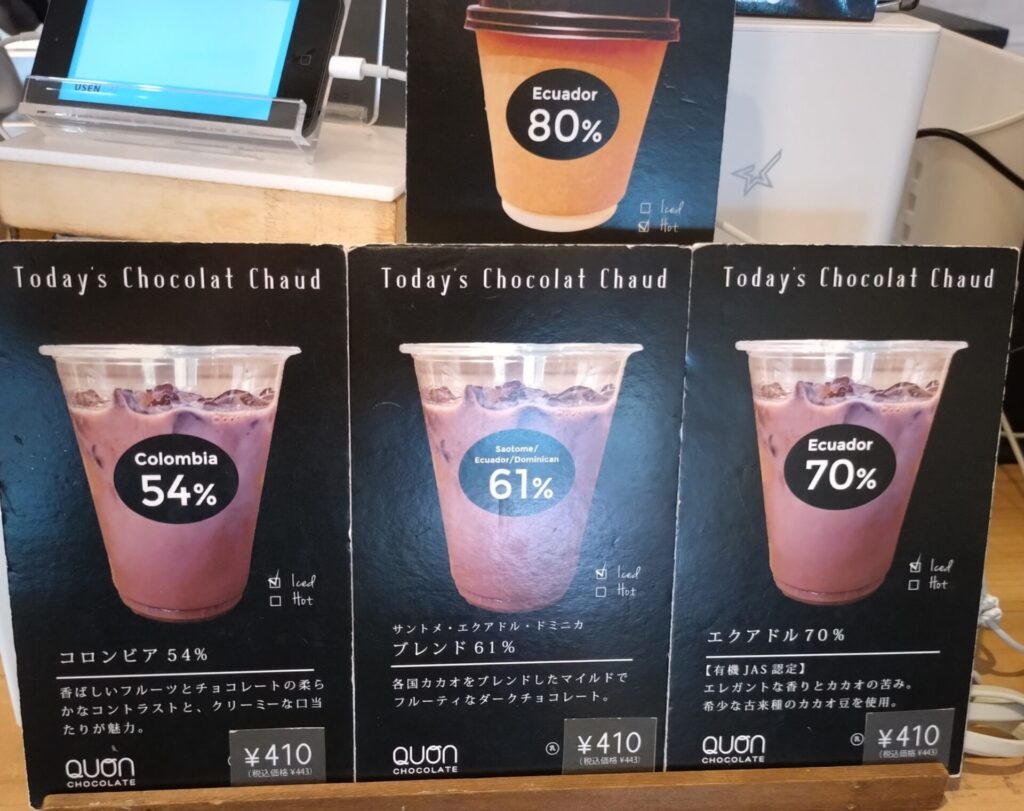 USEN
Ecuador
80%
Iced
Hot
Today's Chocolat Chaud
Colombia
54%
Iced
Hot
コロンビア 54%
香ばしいフルーツとチョコレートの柔ら
かなコントラストと、クリーミーな口当
たりが魅力。
QUON
CHOCOLATE
¥410
(税込価格 ¥443)
Today's Chocolat Chaud
Saotome/
Ecuador/Dominican
61%
Iced
Hot
サントメ・エクアドル・ドミニカ
ブレンド 61%
各国カカオをブレンドしたマイルドで
フルーティなダークチョコレート。
QUON
CHOCOLATE
乳
¥410
(税込価格 ¥443)
Today's Chocolat Chaud
Ecuador
70%
Iced
Hot
エクアドル 70%
【有機 JAS 認定】
エレガントな香りとカカオの苦み。
希少な古来種のカカオ豆を使用。
QUON
CHOCOLATE
乳
¥410
(税込価格 ¥443)